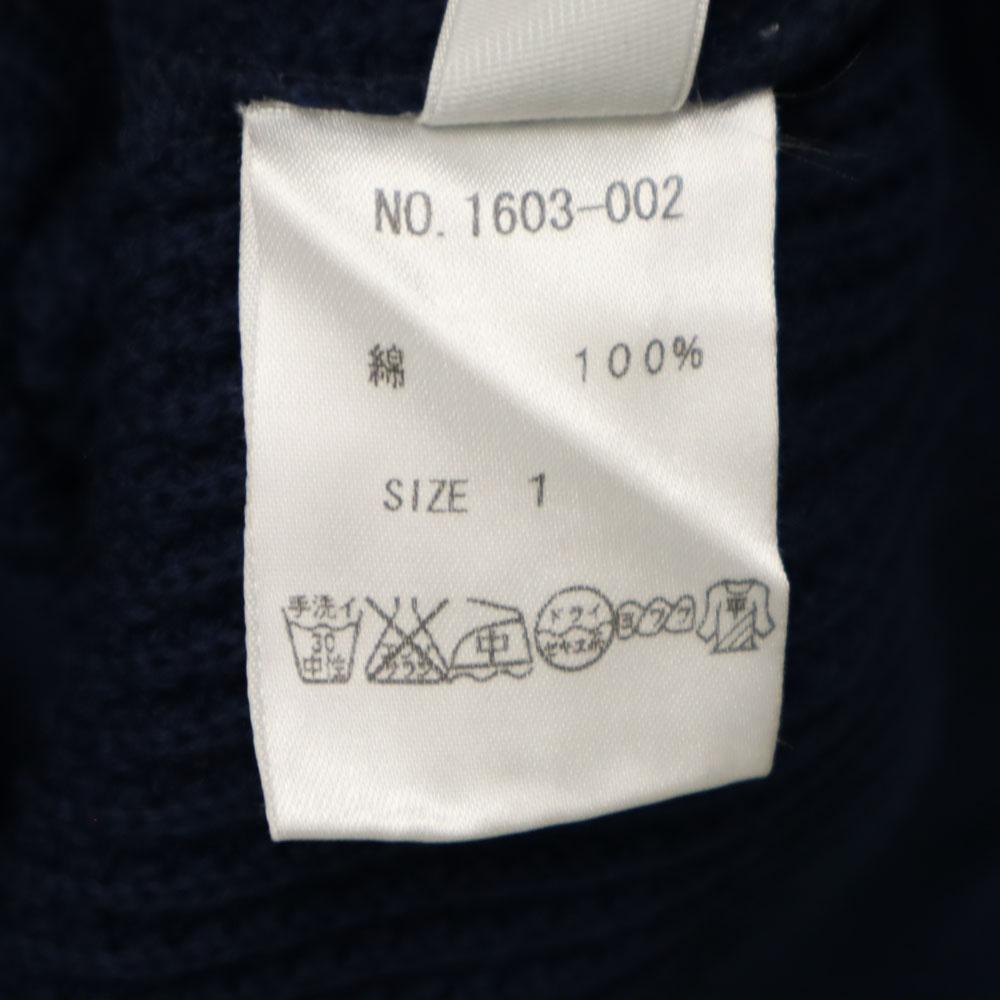 NO. 1603-002
綿 100%
SIZE 1
手洗イ 30 中性 エンソサラシ 中 ドライ セキユ系 ヨワク 平